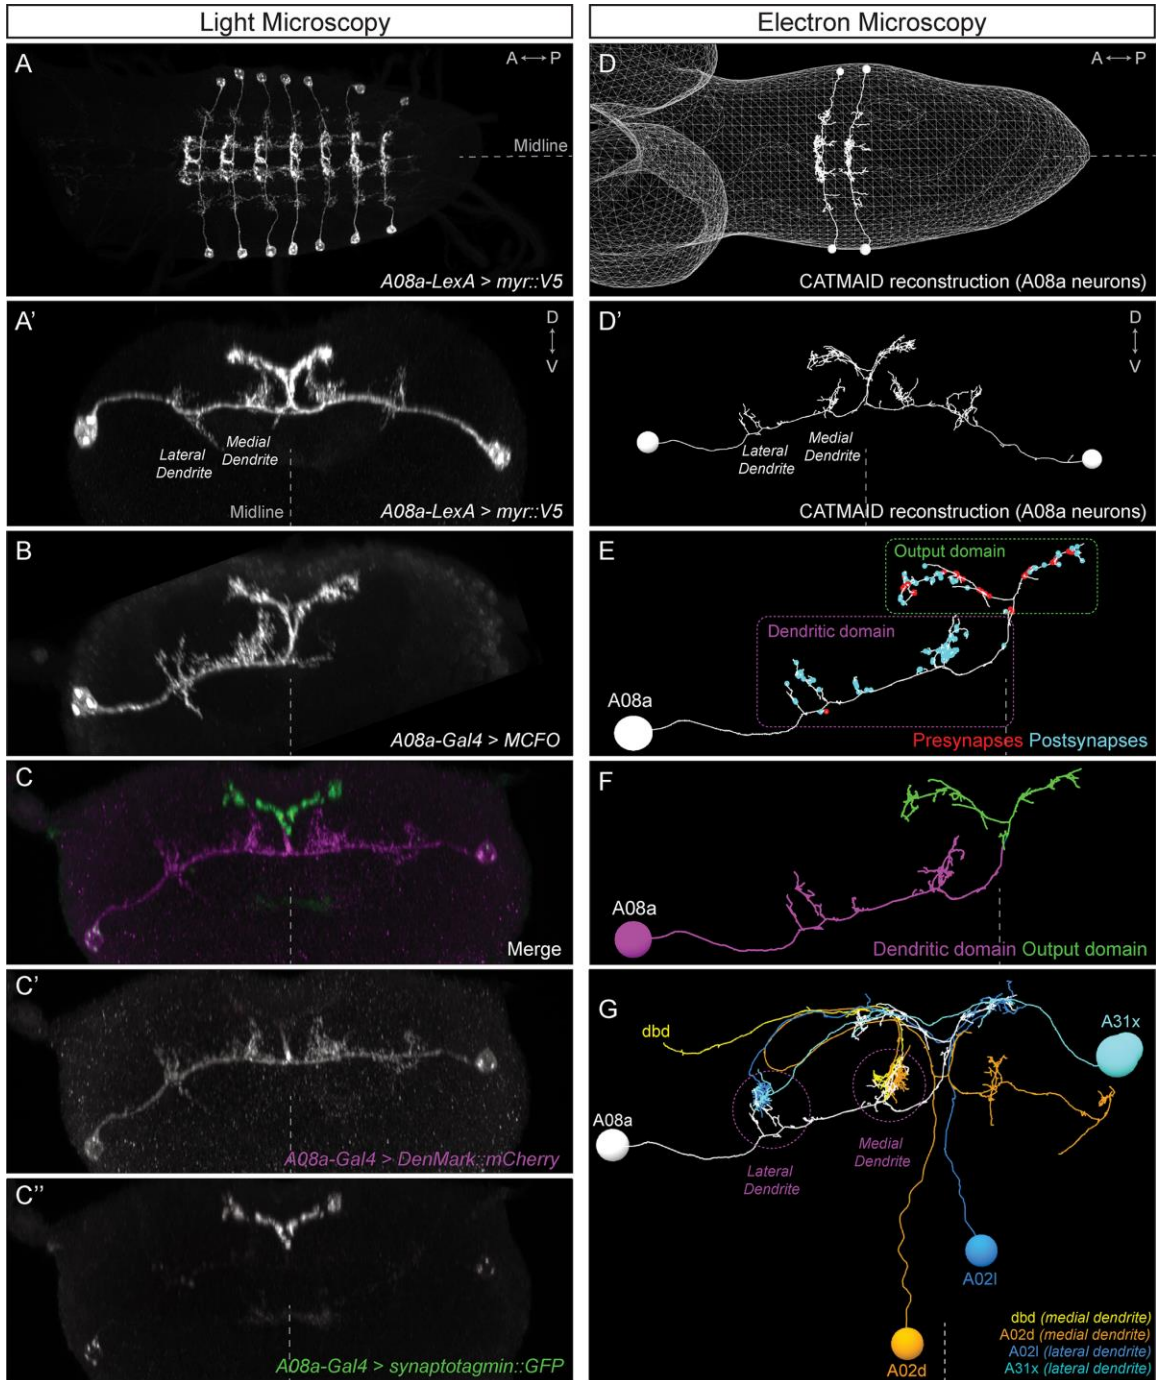 Light Microscopy
A
A ⟷ P
Midline
A08a-LexA > myr::V5
A’
D
V
Lateral
Dendrite
Medial
Dendrite
Midline
A08a-LexA > myr::V5
B
A08a-Gal4 > MCFO
C
Merge
C’
A08a-Gal4 > DenMark::mCherry
C’’
A08a-Gal4 > synaptotagmin::GFP
Electron Microscopy
D
A ⟷ P
CATMAID reconstruction (A08a neurons)
D’
D
V
Lateral
Dendrite
Medial
Dendrite
CATMAID reconstruction (A08a neurons)
E
Output domain
Dendritic domain
A08a
Presynapses Postsynapses
F
A08a
Dendritic domain Output domain
G
dbd
A31x
A08a
Lateral
Dendrite
Medial
Dendrite
A02l
A02d
dbd (medial dendrite)
A02d (medial dendrite)
A02l (lateral dendrite)
A31x (lateral dendrite)